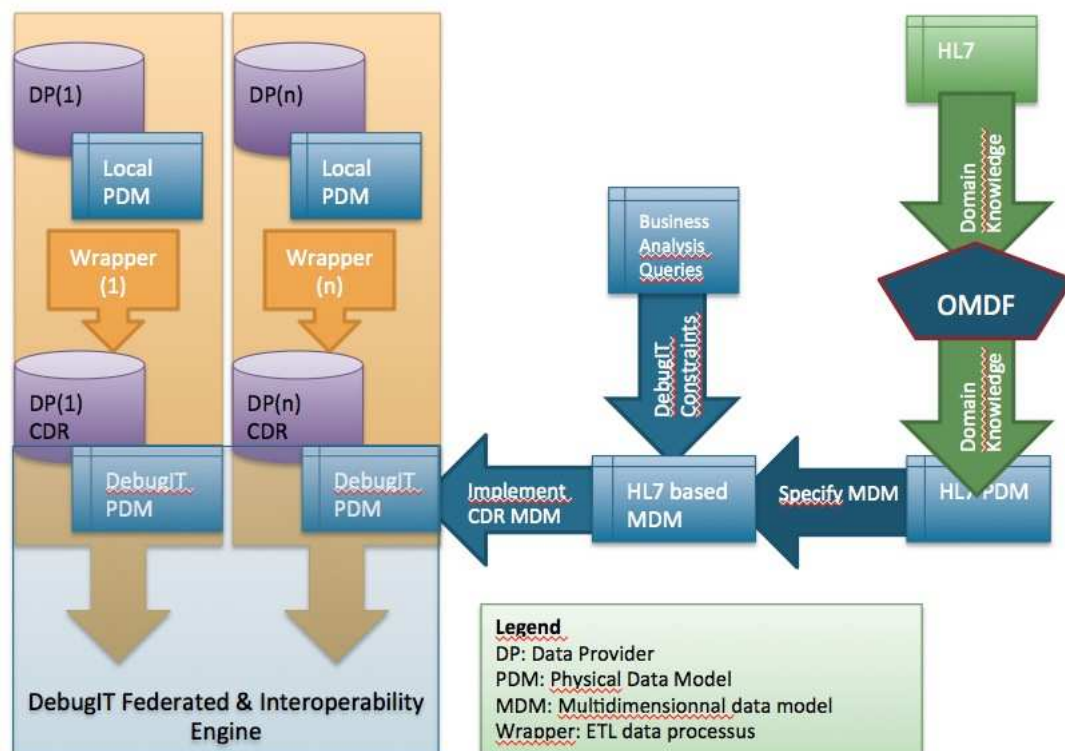 DP(1)
Local
PDM
Wrapper
(1)
DP(1)
CDR
DebugIT
PDM
DP(n)
Local
PDM
Wrapper
(n)
DP(n)
CDR
DebugIT
PDM
DebugIT Federated & Interoperability
Engine
Implement
CDR MDM
Business
Analysis
Queries
DebugIT
Constraints
HL7 based
MDM
Specify MDM
HL7
Domain
Knowledge
OMDF
Domain
Knowledge
HL7 PDM
Legend
DP: Data Provider
PDM: Physical Data Model
MDM: Multidimensionnal data model
Wrapper: ETL data processus